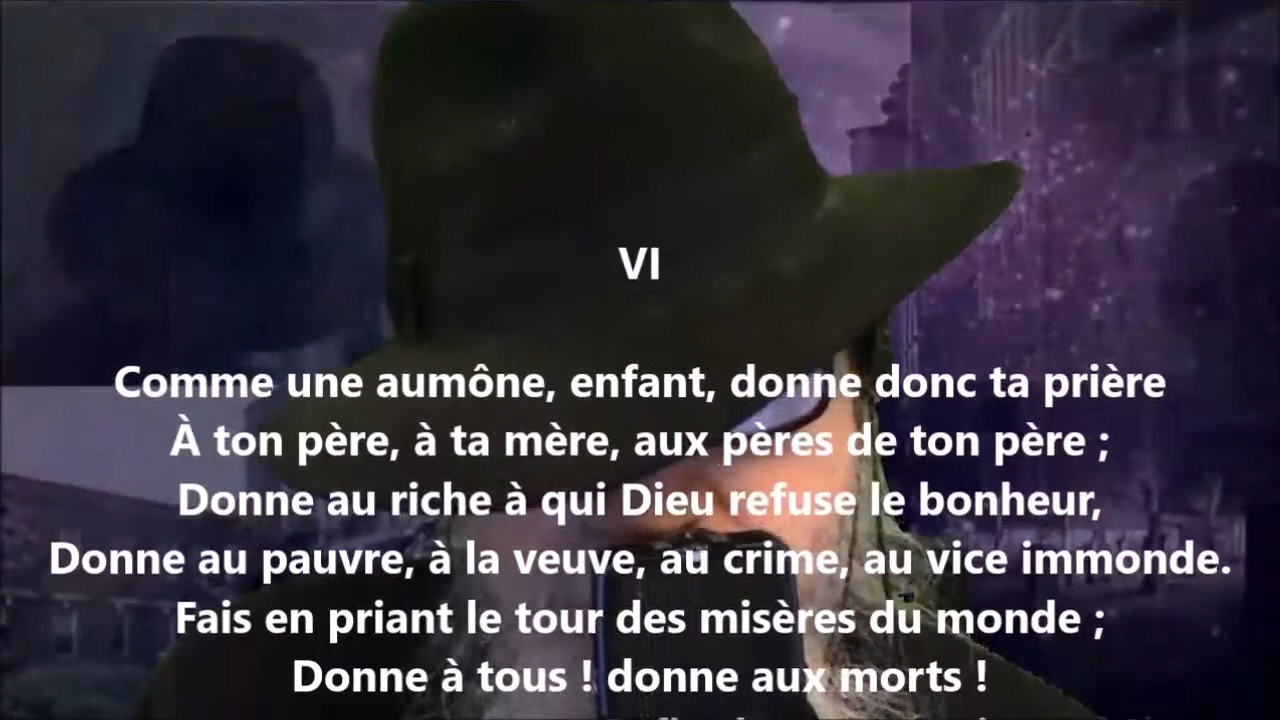 VI
Comme une aumône, enfant, donne donc ta prière
À ton père, à ta mère, aux pères de ton père ;
Donne au riche à qui Dieu refuse le bonheur,
Donne au pauvre, à la veuve, au crime, au vice immonde.
Fais en priant le tour des misères du monde ;
Donne à tous ! donne aux morts !